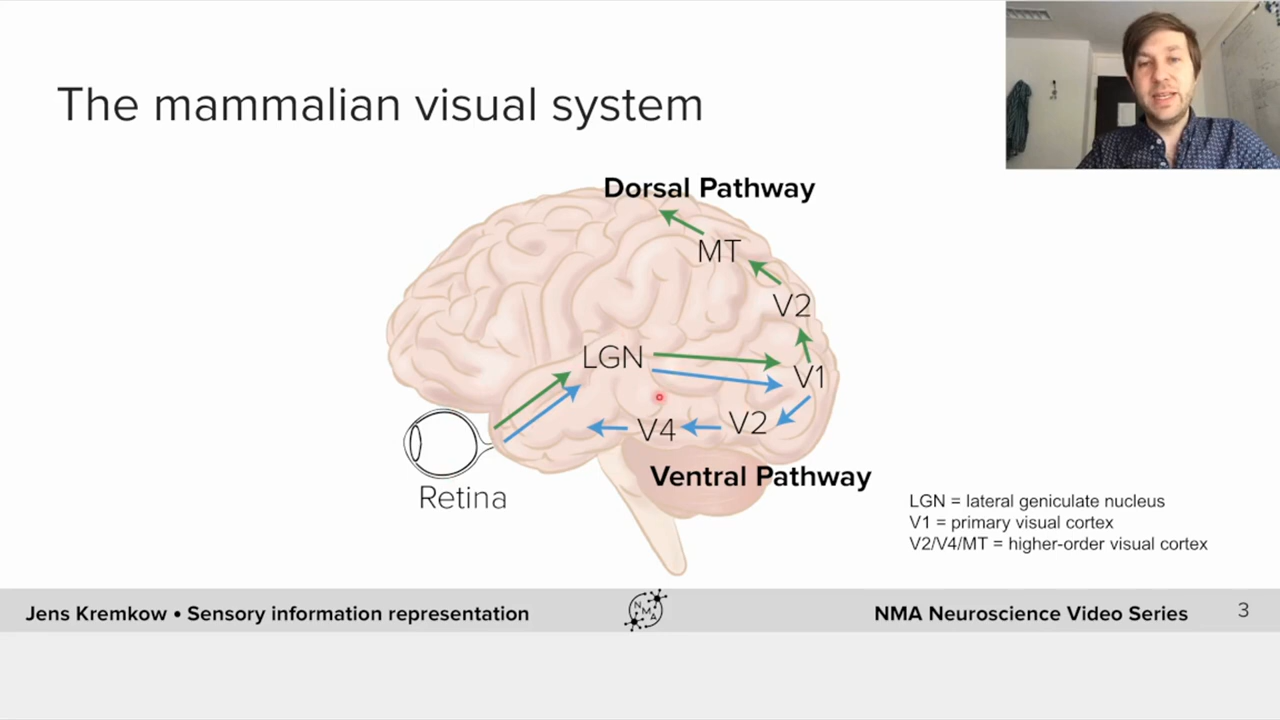 The mammalian visual system
Dorsal Pathway
MT
V2
LGN
V1
V4
V2
Ventral Pathway
Retina
LGN = lateral geniculate nucleus
V1 = primary visual cortex
V2/V4/MT = higher-order visual cortex
Jens Kremkow • Sensory information representation
NMA
NMA Neuroscience Video Series
3